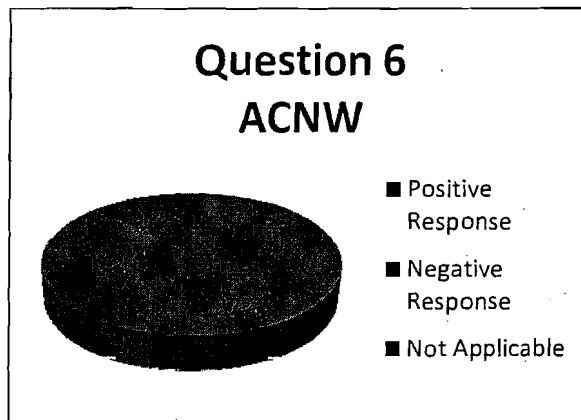 Question 6
ACNW
Positive
Response
Negative
Response
Not Applicable